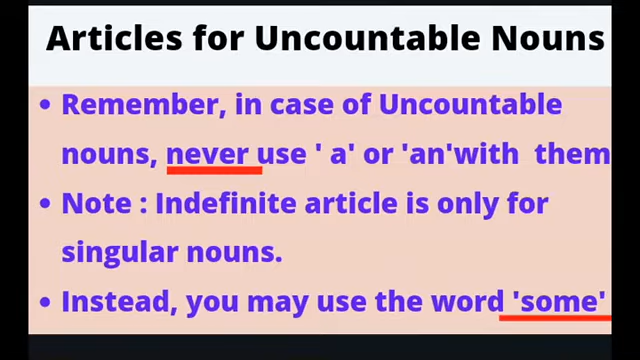 Articles for Uncountable Nouns
• Remember, in case of Uncountable
nouns, never use ' a' or 'an'with them
• Note : Indefinite article is only for
singular nouns.
• Instead, you may use the word 'some'